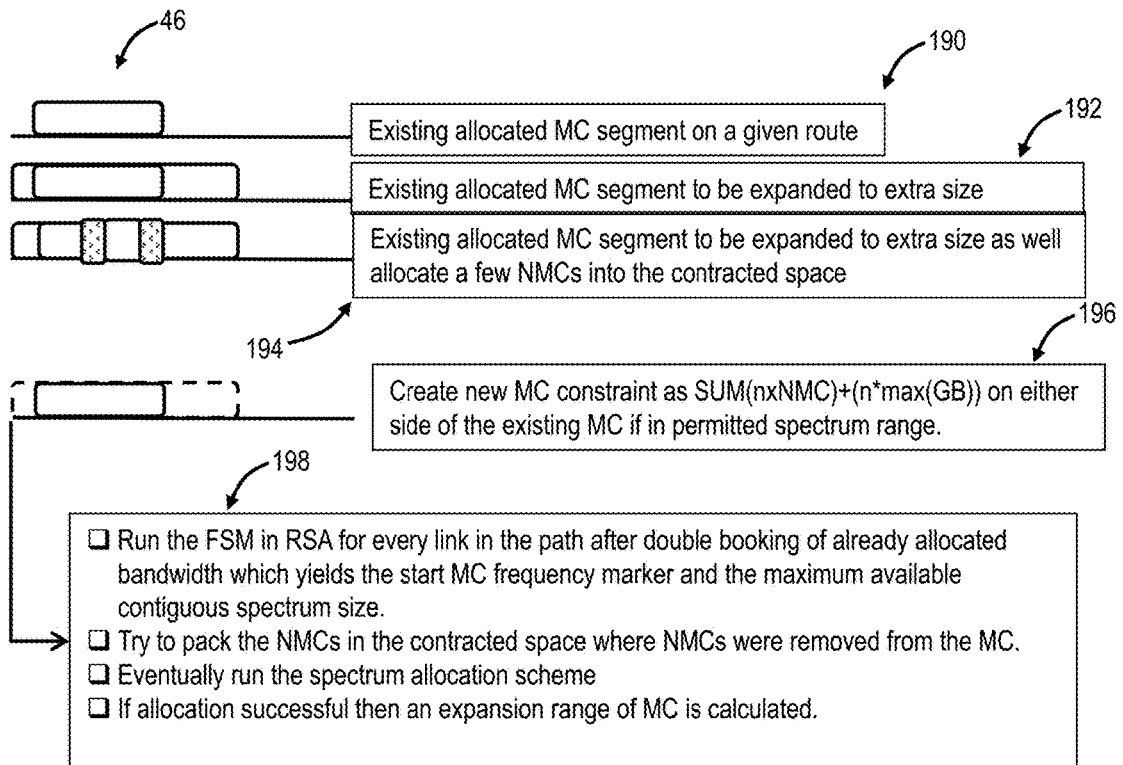 46
190
Existing allocated MC segment on a given route
192
Existing allocated MC segment to be expanded to extra size
Existing allocated MC segment to be expanded to extra size as well
allocate a few NMCs into the contracted space
194
196
Create new MC constraint as SUM(nxNMC)+(n*max(GB)) on either
side of the existing MC if in permitted spectrum range.
198
❑ Run the FSM in RSA for every link in the path after double booking of already allocated
bandwidth which yields the start MC frequency marker and the maximum available
contiguous spectrum size.
❑ Try to pack the NMCs in the contracted space where NMCs were removed from the MC.
❑ Eventually run the spectrum allocation scheme
❑ If allocation successful then an expansion range of MC is calculated.